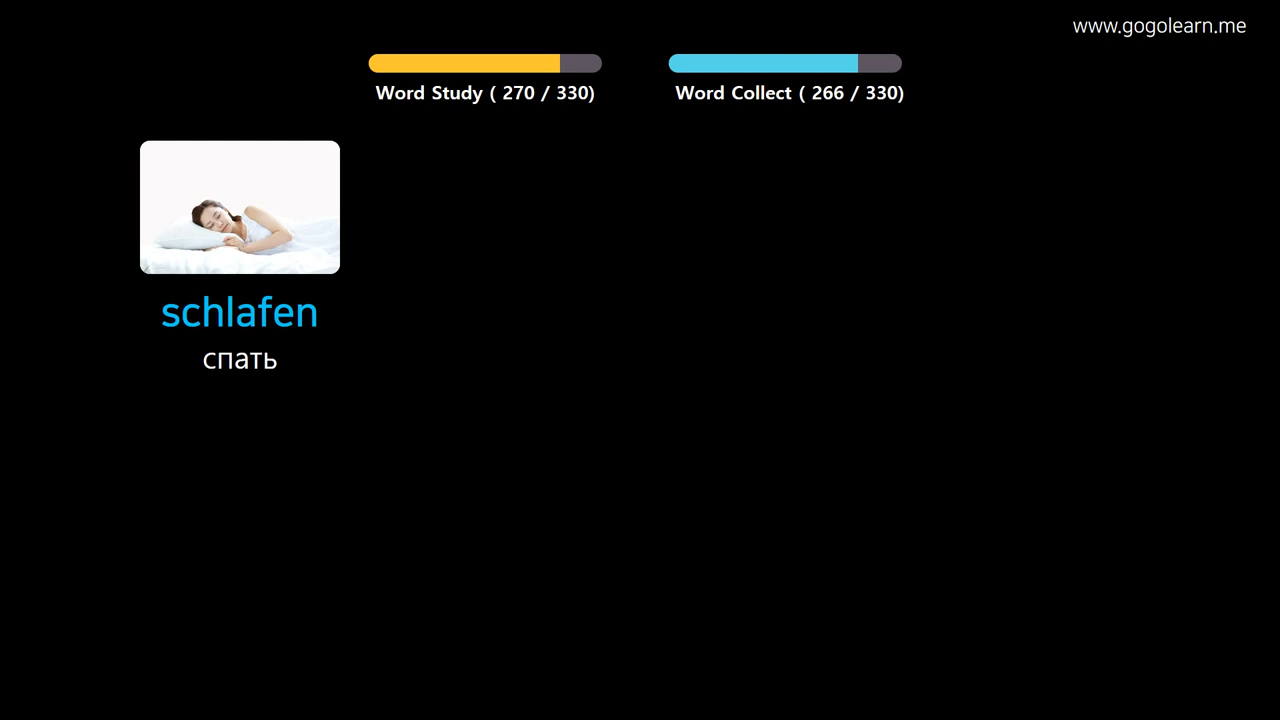 www.gogolearn.me
Word Study ( 270 / 330)
Word Collect ( 266 / 330)
schlafen
спать